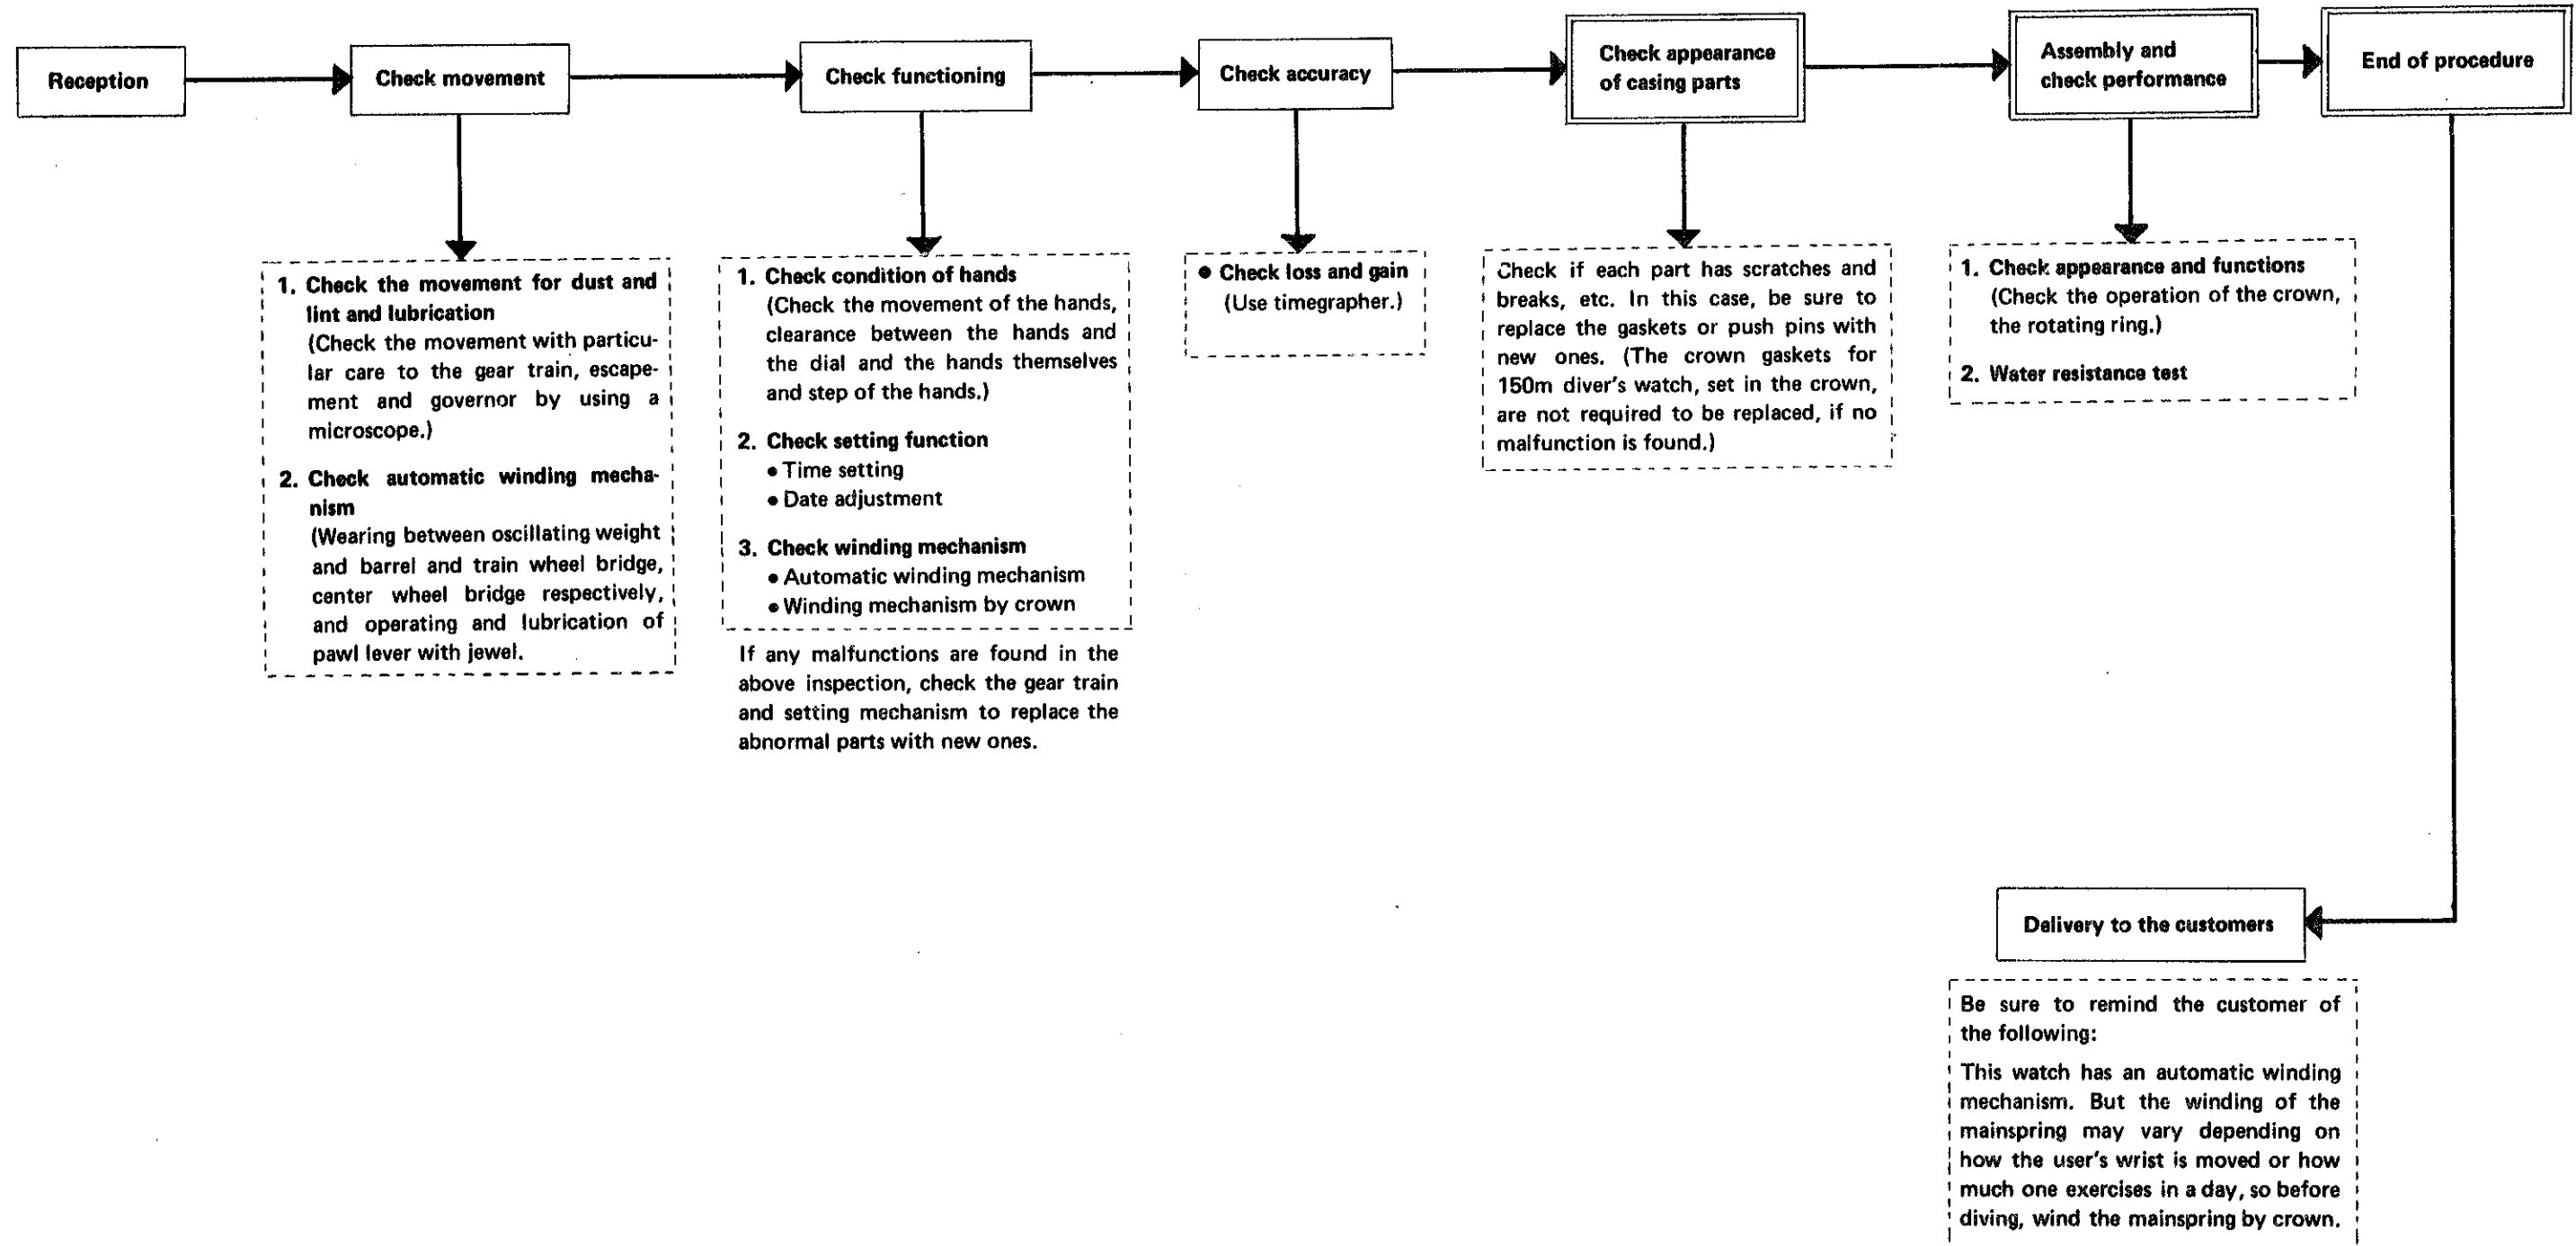 Reception
Check movement
Check functioning
Check accuracy
Check appearance
of casing parts
Assembly and
check performance
End of procedure
1. Check the movement for dust and
lint and lubrication
(Check the movement with particu-
lar care to the gear train, escape-
ment and governor by using a
microscope.)
2. Check automatic winding mecha-
nism
(Wearing between oscillating weight
and barrel and train wheel bridge,
center wheel bridge respectively,
and operating and lubrication of
pawl lever with jewel.
1. Check condition of hands
(Check the movement of the hands,
clearance between the hands and
the dial and the hands themselves
and step of the hands.)
2. Check setting function
• Time setting
• Date adjustment
3. Check winding mechanism
• Automatic winding mechanism
• Winding mechanism by crown
If any malfunctions are found in the
above inspection, check the gear train
and setting mechanism to replace the
abnormal parts with new ones.
• Check loss and gain
(Use timegrapher.)
Check if each part has scratches and
breaks, etc. In this case, be sure to
replace the gaskets or push pins with
new ones. (The crown gaskets for
150m diver's watch, set in the crown,
are not required to be replaced, if no
malfunction is found.)
1. Check appearance and functions
(Check the operation of the crown,
the rotating ring.)
2. Water resistance test
Delivery to the customers
Be sure to remind the customer of
the following:
This watch has an automatic winding
mechanism. But the winding of the
mainspring may vary depending on
how the user's wrist is moved or how
much one exercises in a day, so before
diving, wind the mainspring by crown.